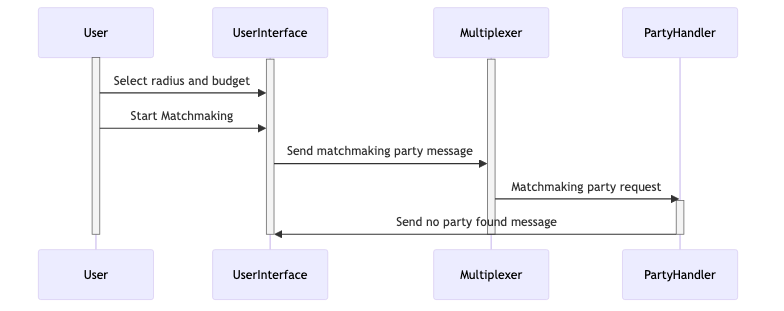 User
UserInterface
Multiplexer
PartyHandler
Select radius and budget
Start Matchmaking
Send matchmaking party message
Matchmaking party request
Send no party found message
User
UserInterface
Multiplexer
PartyHandler